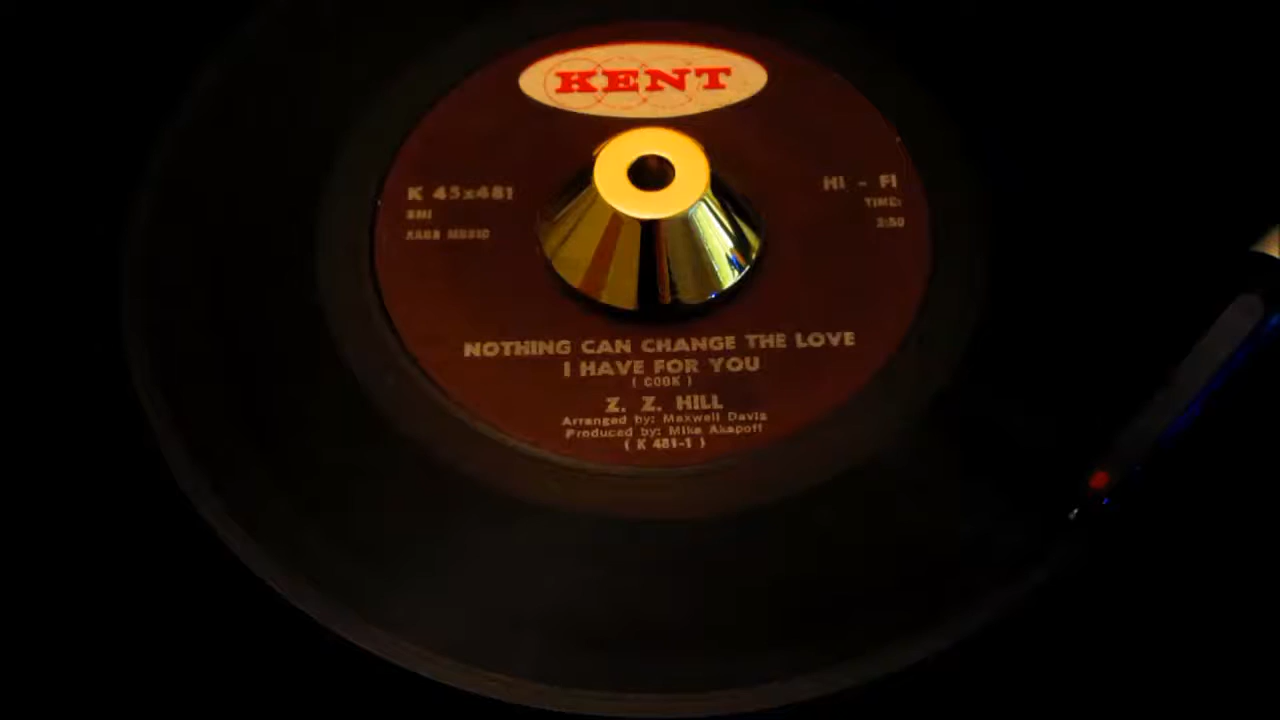 KENT
K 45x481
BMI
HI - FI
TIME:
2:50
NOTHING CAN CHANGE THE LOVE
I HAVE FOR YOU
( COOK )
Z. Z. HILL
Arranged by: Maxwell Davis
Produced by: Mike Akapoff
( K 481-1 )